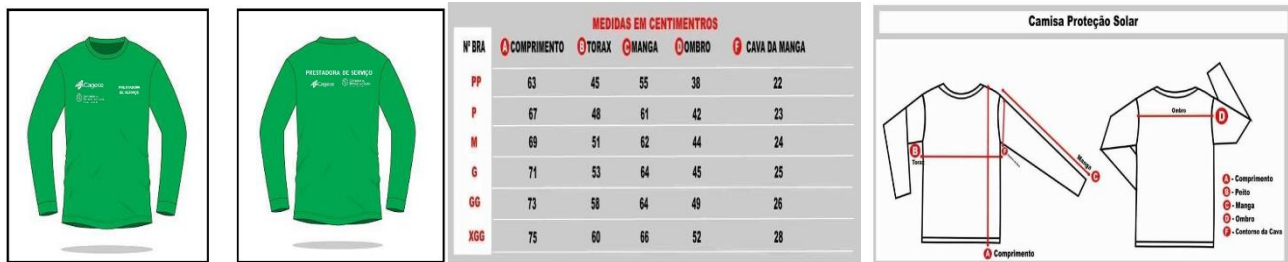 Cagece
PRESTADORA
DE SERVIÇO
PRESTADORA DE SERVIÇO
Cagece
MEDIDAS EM CENTIMENTROS
Nº BRA A COMPRIMENTO B TORAX C MANGA D OMBRO F CAVA DA MANGA
PP 63 45 55 38 22
P 67 48 61 42 23
M 69 51 62 44 24
G 71 53 64 45 25
GG 73 58 64 49 26
XGG 75 60 66 52 28
Camisa Proteção Solar
B
Torax
F
Manga
C
A Comprimento
Ombro
D
A - Comprimento
B - Peito
C - Manga
D - Ombro
F - Contorno da Cava